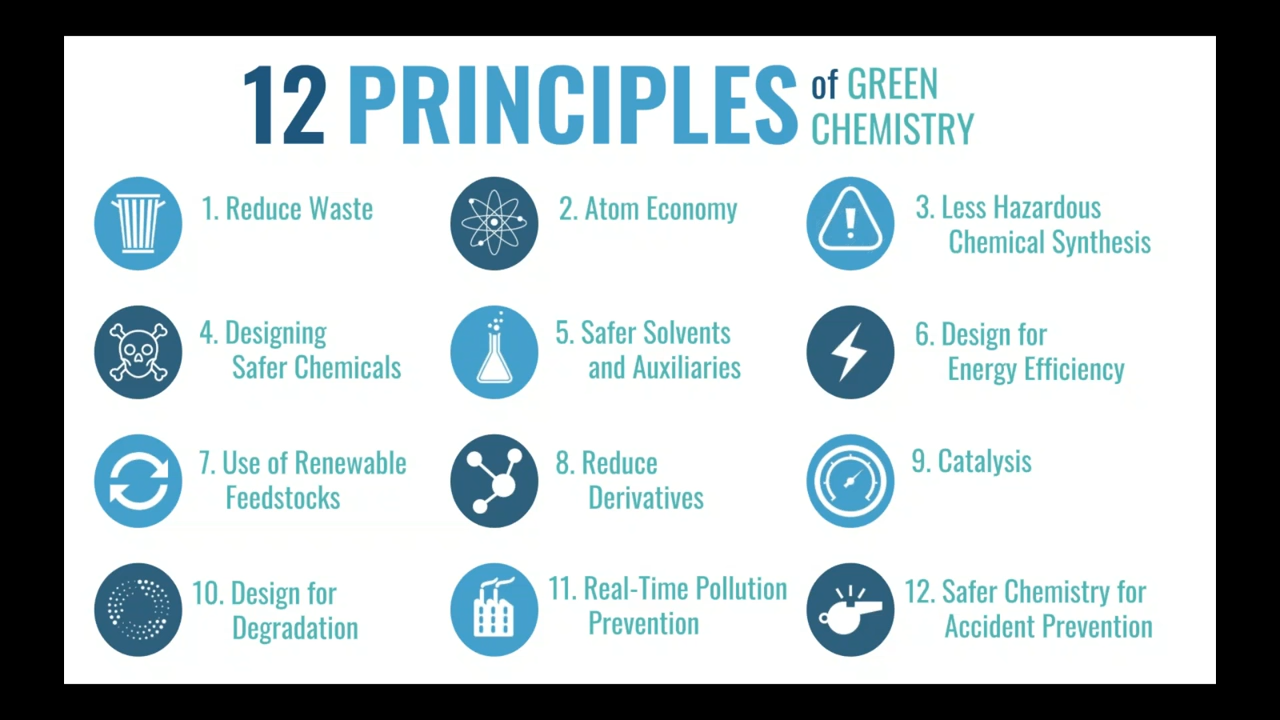 12 PRINCIPLES of GREEN CHEMISTRY
1. Reduce Waste
2. Atom Economy
3. Less Hazardous
Chemical Synthesis
4. Designing
Safer Chemicals
5. Safer Solvents
and Auxiliaries
6. Design for
Energy Efficiency
7. Use of Renewable
Feedstocks
8. Reduce
Derivatives
9. Catalysis
10. Design for
Degradation
11. Real-Time Pollution
Prevention
12. Safer Chemistry for
Accident Prevention